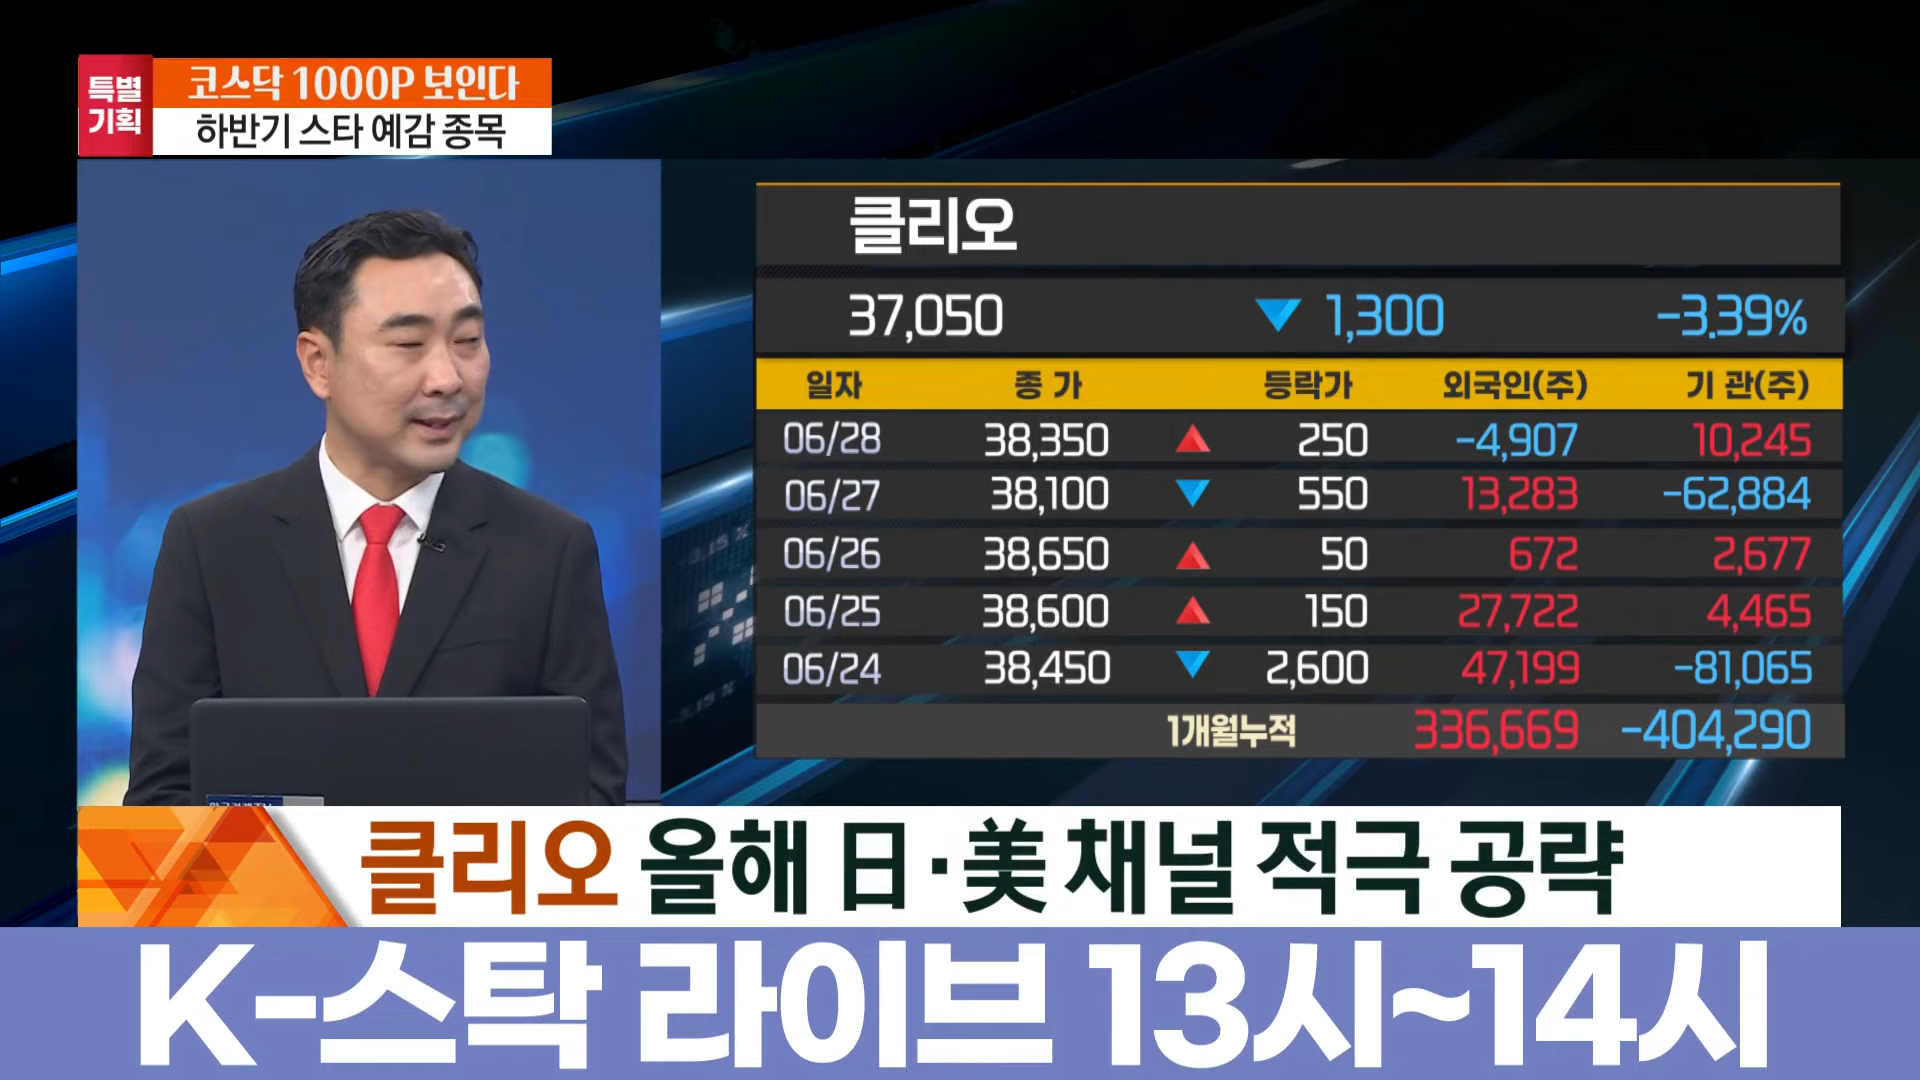 특별
기획
코스닥 1000P 보인다
하반기 스타 예감 종목
클리오
37,050 ▼ 1,300 -3.39%
일자 종 가 등락가 외국인(주) 기 관(주)
06/28 38,350 ▲ 250 -4,907 10,245
06/27 38,100 ▼ 550 13,283 -62,884
06/26 38,650 ▲ 50 672 2,677
06/25 38,600 ▲ 150 27,722 4,465
06/24 38,450 ▼ 2,600 47,199 -81,065
1개월누적 336,669 -404,290
클리오 올해 日·美 채널 적극 공략
K-스탁 라이브 13시~14시